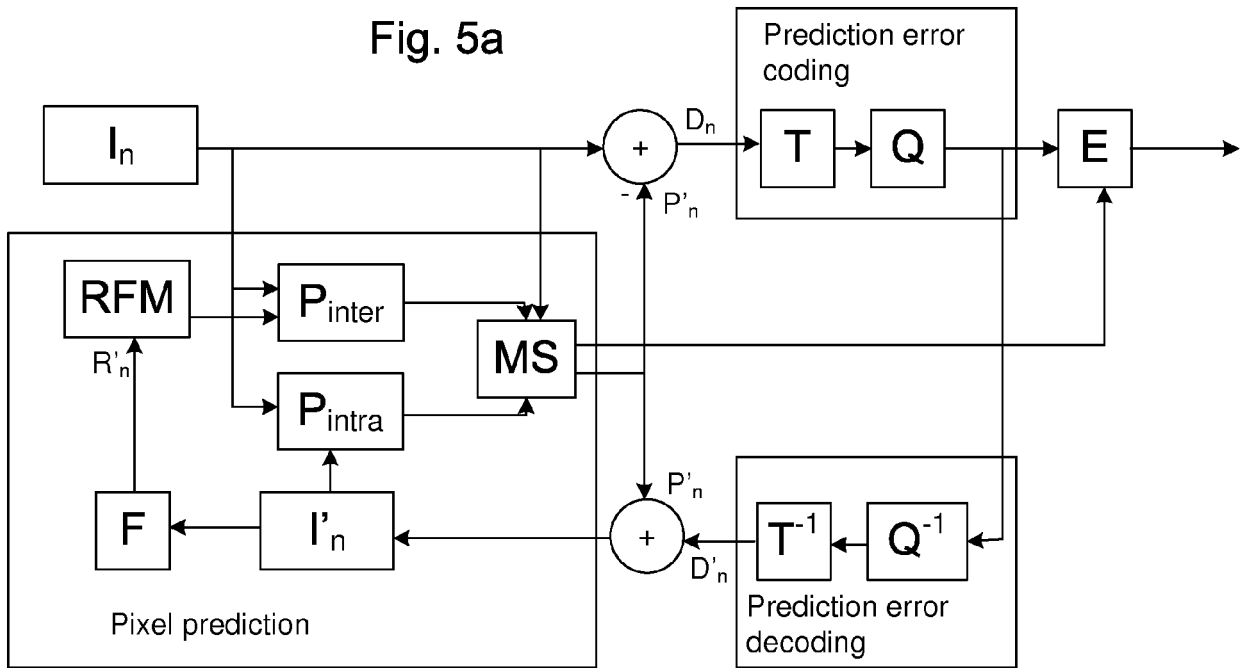 Fig. 5a
Prediction error
coding
Iₙ
+
Dₙ
T
Q
E
-
P'ₙ
RFM
Pinter
MS
R'ₙ
Pintra
P'ₙ
F
I'ₙ
+
D'ₙ
T⁻¹
Q⁻¹
Pixel prediction
Prediction error
decoding